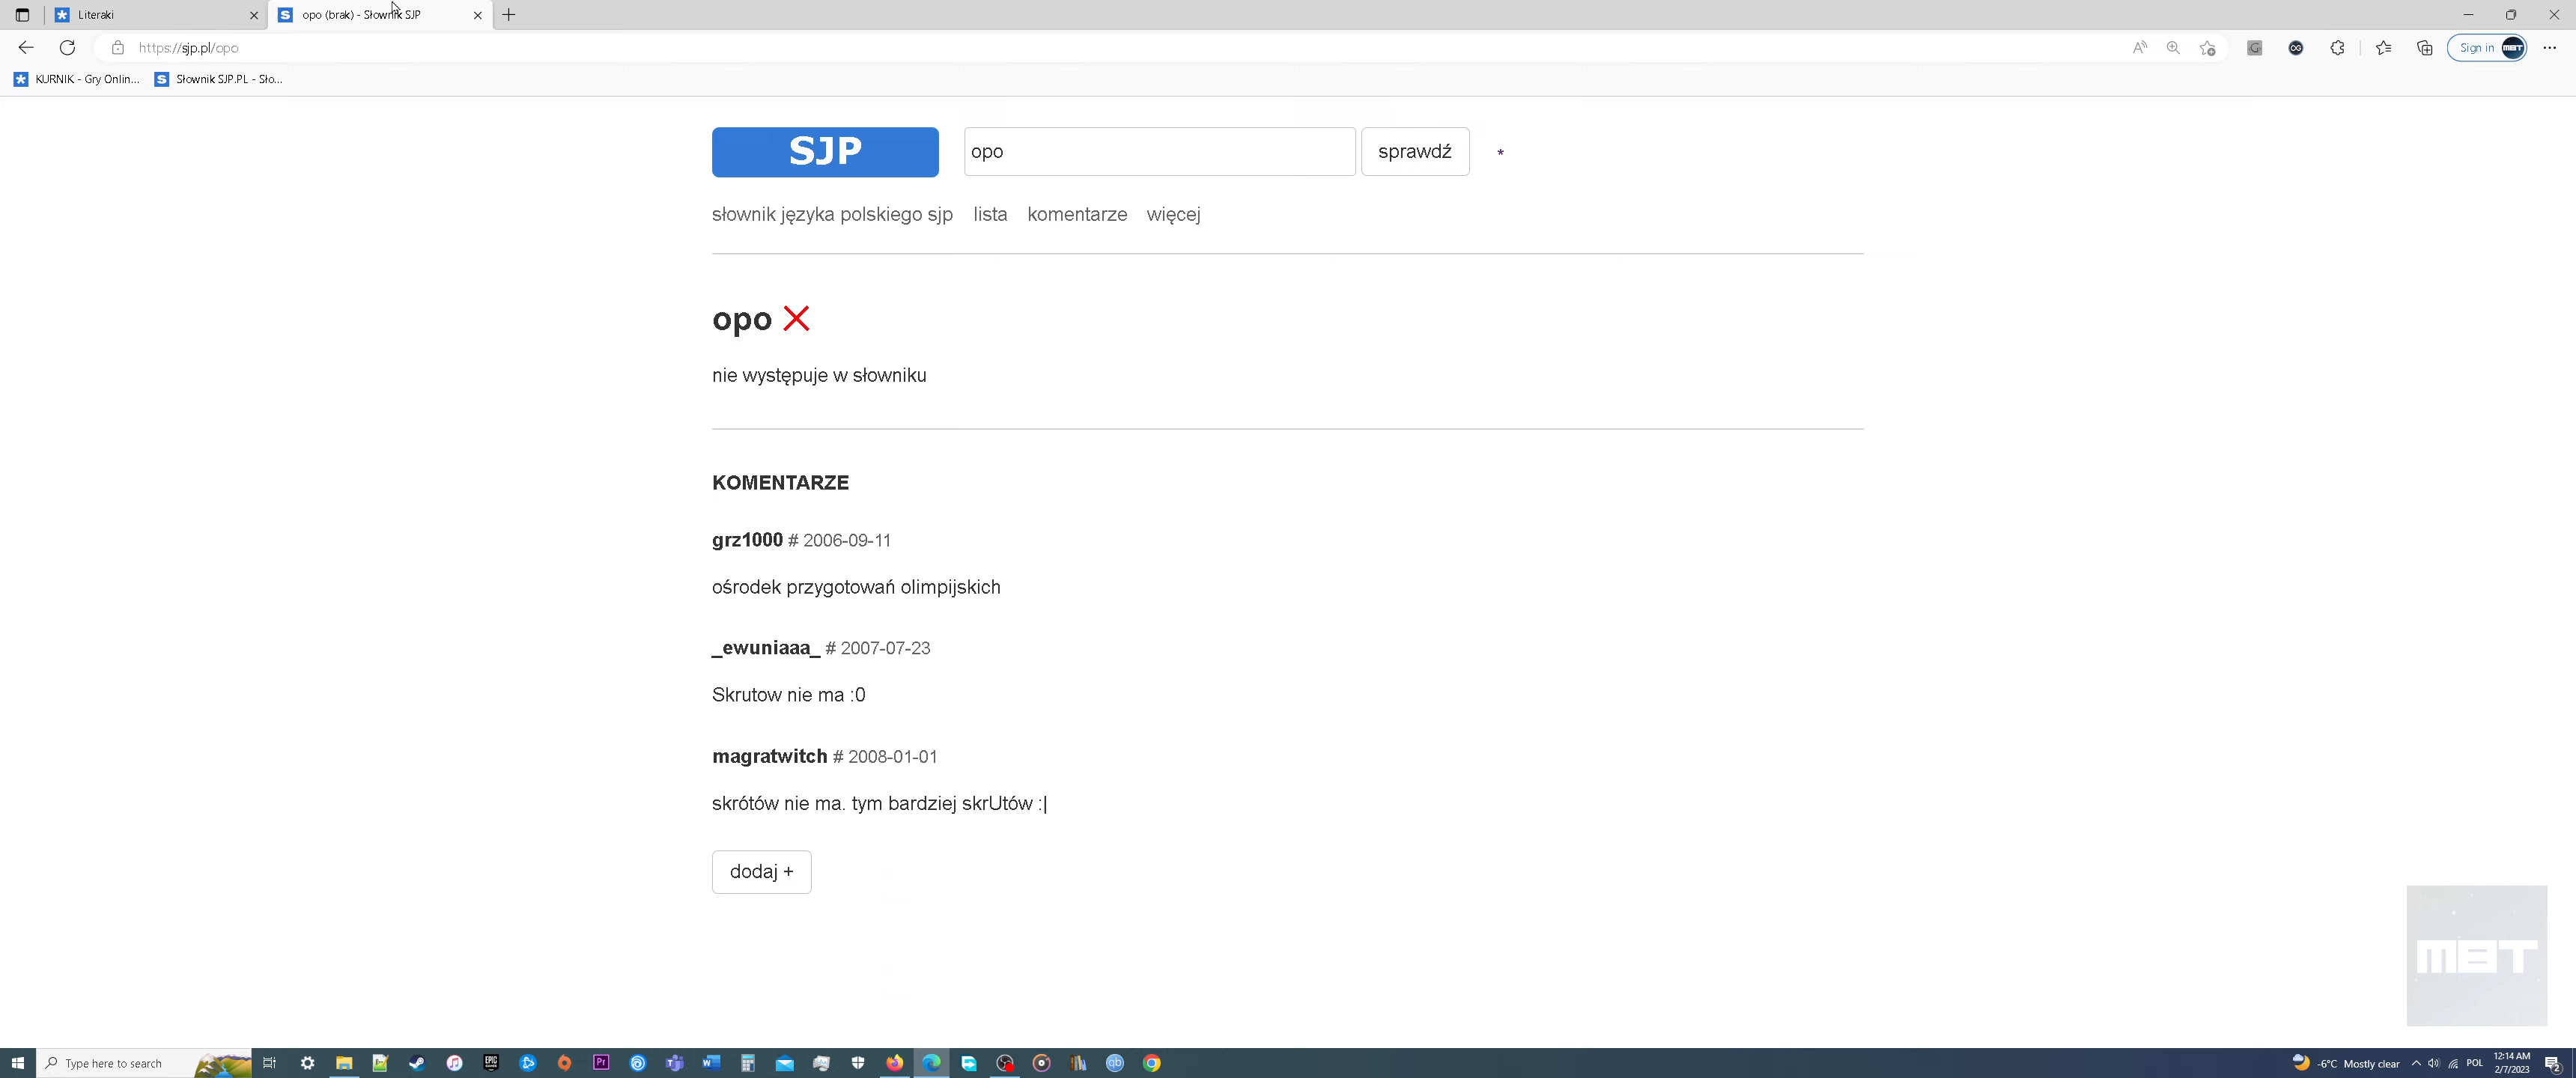 Literaki
opo (brak) - Słownik SJP
https://sjp.pl/opo
Sign in
KURNIK - Gry Onlin...
Słownik SJP.PL - Sło...
SJP
opo
sprawdź
*
słownik języka polskiego sjp lista komentarze więcej
opo
nie występuje w słowniku
KOMENTARZE
grz1000 # 2006-09-11
ośrodek przygotowań olimpijskich
_ewuniaaa_ # 2007-07-23
Skrutow nie ma :0
magratwitch # 2008-01-01
skrótów nie ma. tym bardziej skrUtów :|
dodaj +
MBT
Type here to search
-6°C Mostly clear
POL
12:14 AM
2/7/2023